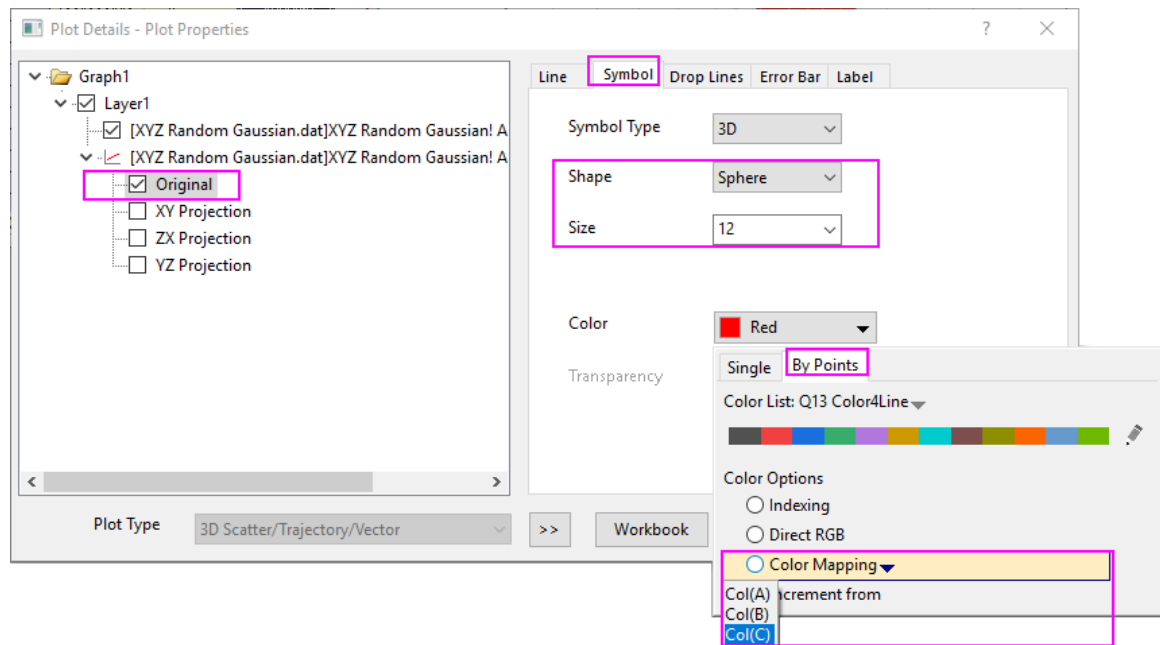 Plot Details - Plot Properties
?
Graph1
Layer1
[XYZ Random Gaussian.dat]XYZ Random Gaussian! A
[XYZ Random Gaussian.dat]XYZ Random Gaussian! A
Original
XY Projection
ZX Projection
YZ Projection
Line Symbol Drop Lines Error Bar Label
Symbol Type 3D
Shape Sphere
Size 12
Color Red
Transparency
Single By Points
Color List: Q13 Color4Line
Color Options
Indexing
Direct RGB
Color Mapping
Col(A) ncrement from
Col(B)
Col(C)
Plot Type 3D Scatter/Trajectory/Vector >> Workbook